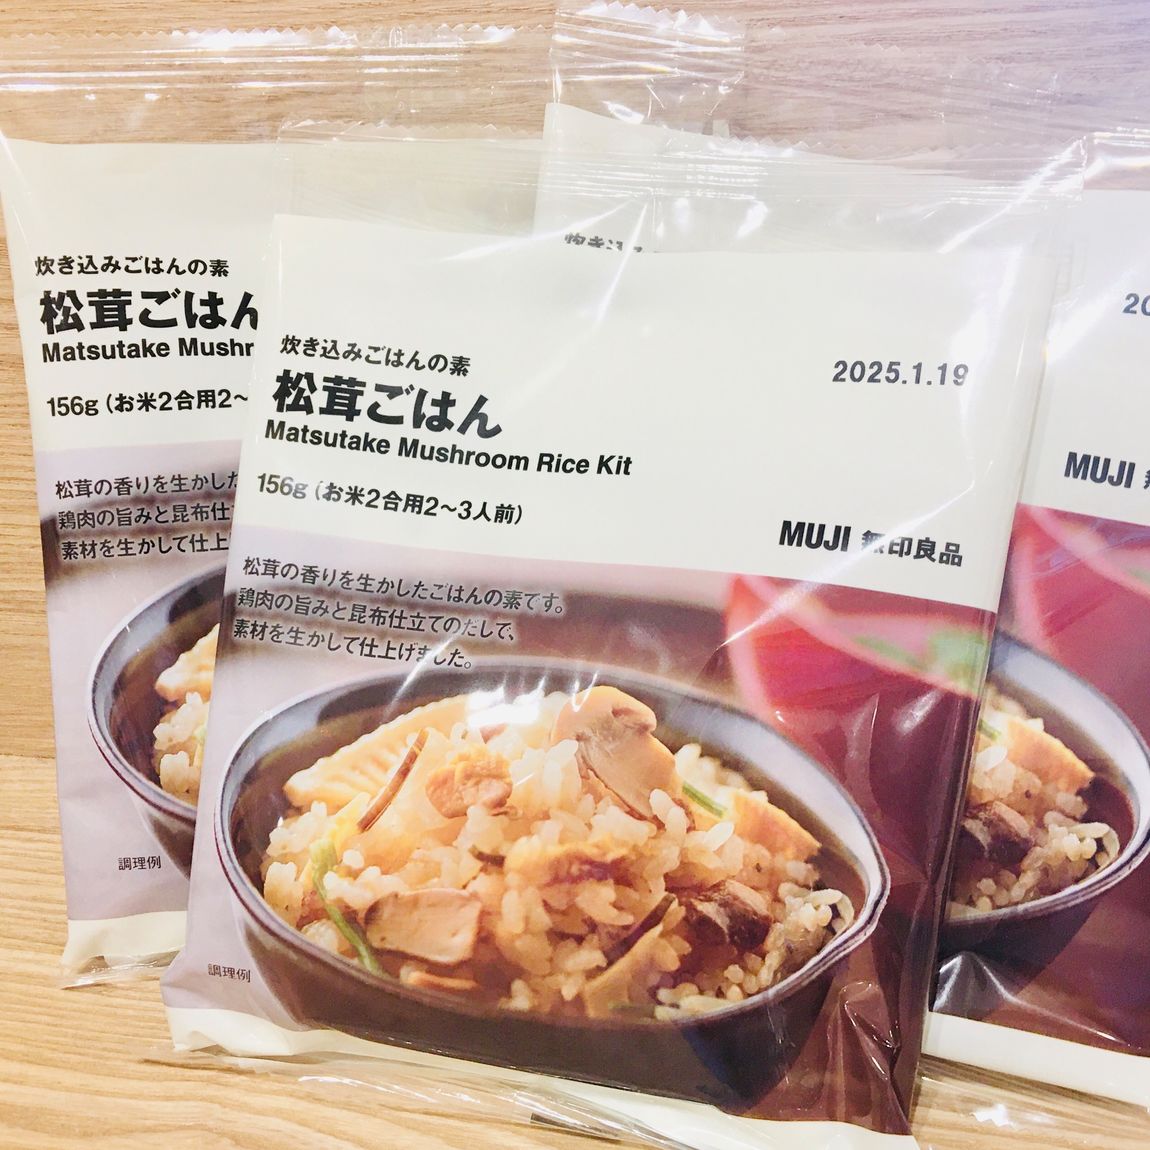 炊き込みごはんの素
松茸ごはん
Matsutake Mushr
156g (お米2合用2〜
松茸の香りを生かした
鶏肉の旨みと昆布仕立
素材を生かして仕上
調理例
炊き込み
炊き込みごはんの素
松茸ごはん
Matsutake Mushroom Rice Kit
156g (お米2合用2〜3人前)
2025.1.19
MUJI 無印良品
松茸の香りを生かしたごはんの素です。
鶏肉の旨みと昆布仕立てのだしで、
素材を生かして仕上げました。
調理例
20
MUJI